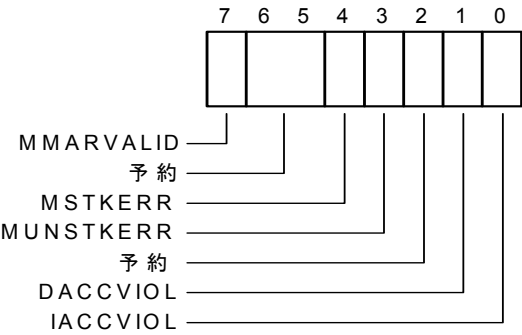 7 6 5 4 3 2 1 0
MMARVALID
予約
MSTKERR
MUNSTKERR
予約
DACCVIOL
IACCVIOL